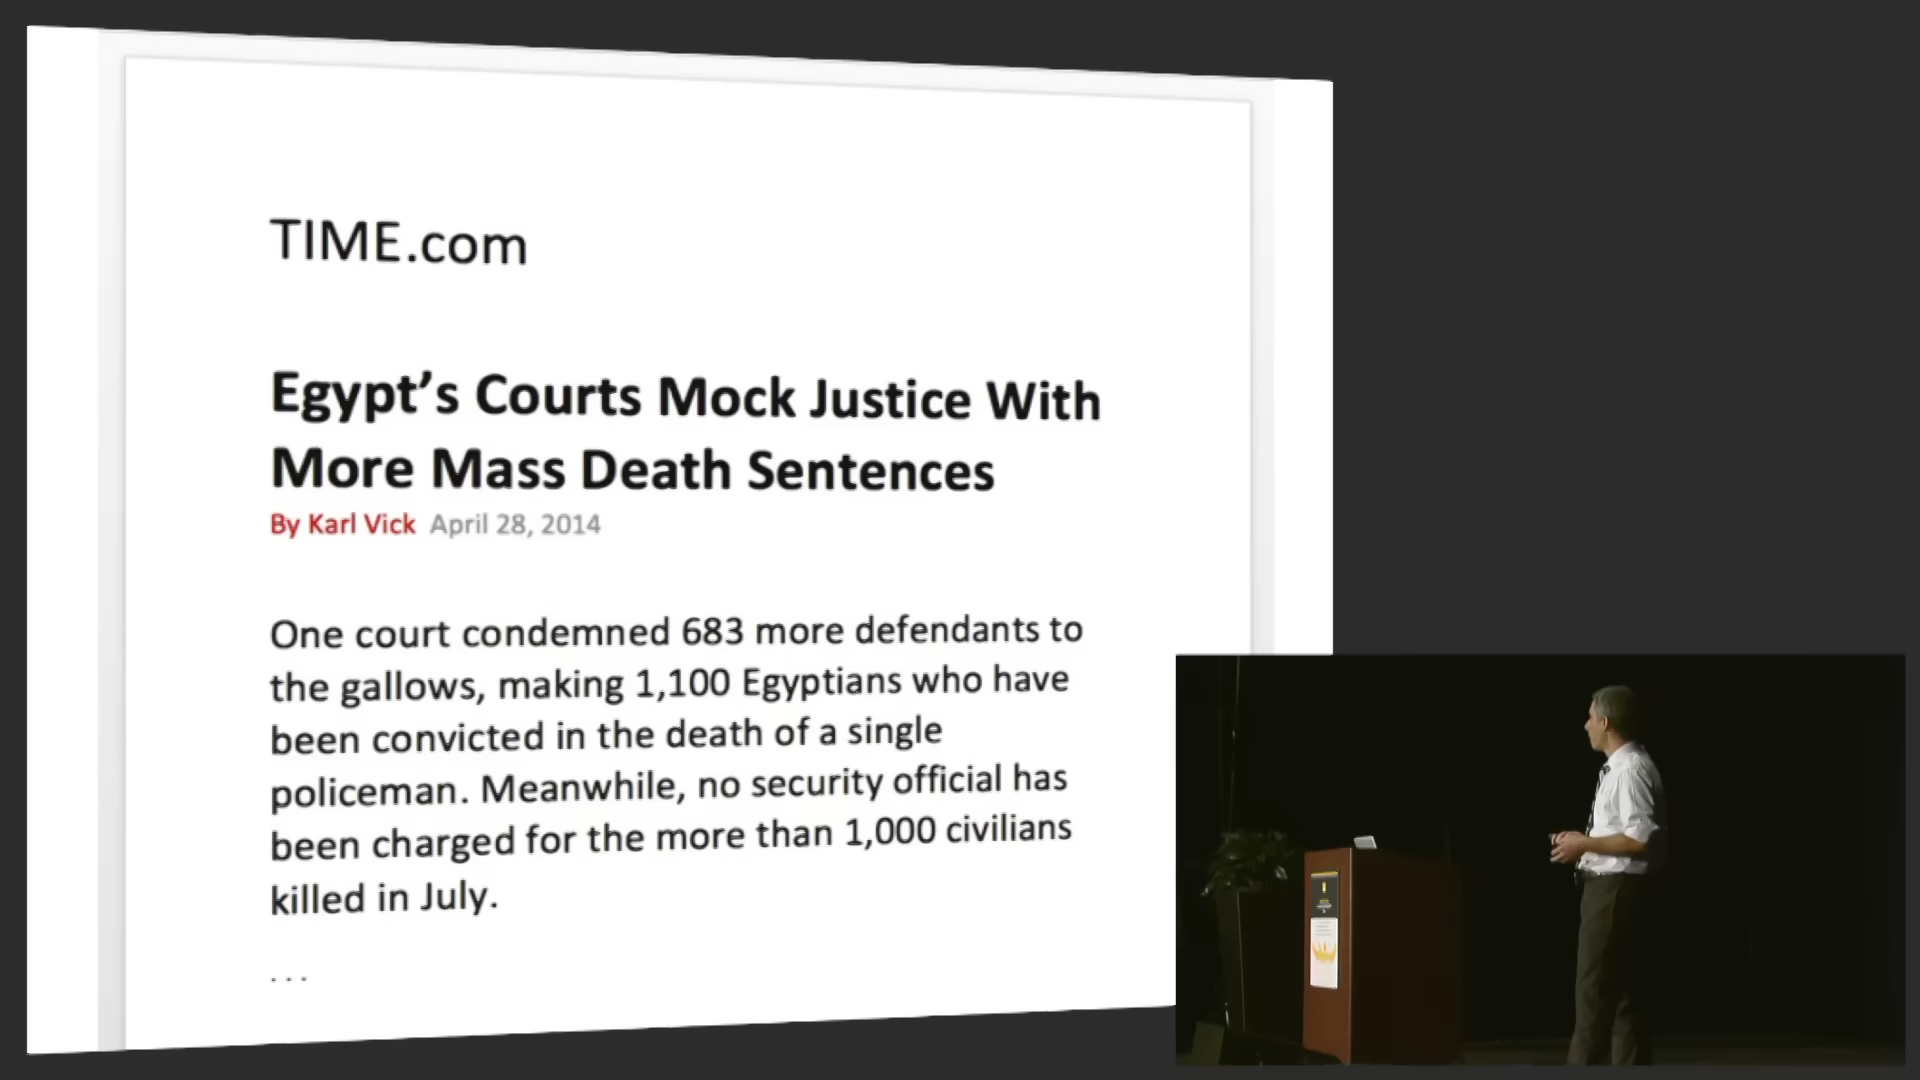 TIME.com
Egypt’s Courts Mock Justice With
More Mass Death Sentences
By Karl Vick April 28, 2014
One court condemned 683 more defendants to
the gallows, making 1,100 Egyptians who have
been convicted in the death of a single
policeman. Meanwhile, no security official has
been charged for the more than 1,000 civilians
killed in July.
. . .